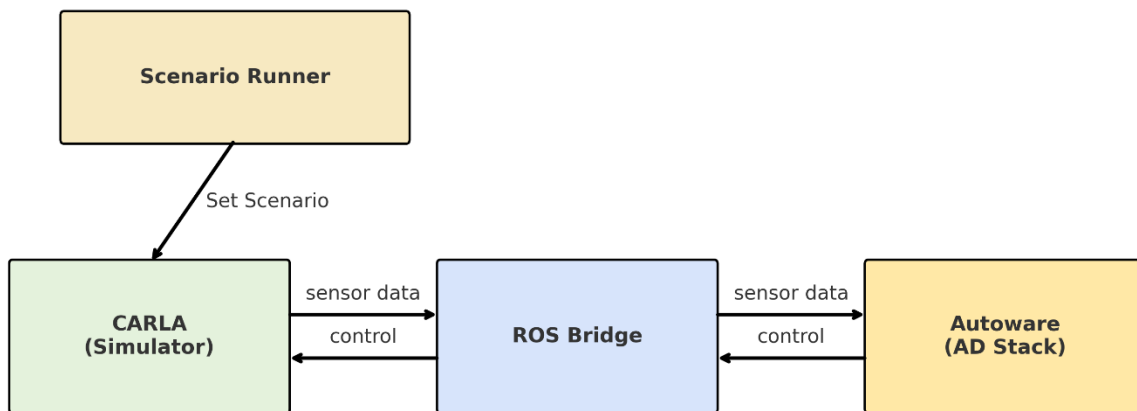 Scenario Runner
Set Scenario
CARLA
(Simulator)
sensor data
control
ROS Bridge
sensor data
control
Autoware
(AD Stack)